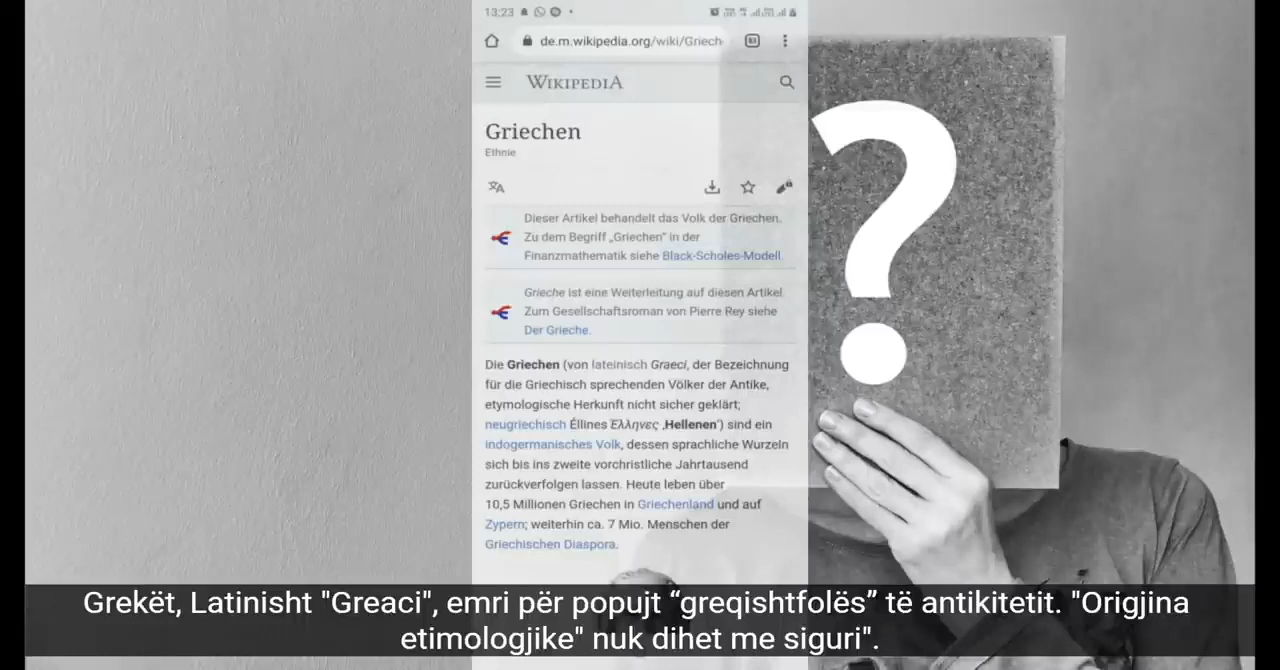 13:23
de.m.wikipedia.org/wiki/Griech
WIKIPEDIA
Griechen
Ethnie
Dieser Artikel behandelt das Volk der Griechen.
Zu dem Begriff „Griechen“ in der
Finanzmathematik siehe Black-Scholes-Modell.
Grieche ist eine Weiterleitung auf diesen Artikel.
Zum Gesellschaftsroman von Pierre Rey siehe
Der Grieche.
Die Griechen (von lateinisch Graeci, der Bezeichnung
für die Griechisch sprechenden Völker der Antike,
etymologische Herkunft nicht sicher geklärt;
neugriechisch Éllines Έλληνες ‚Hellenen‘) sind ein
indogermanisches Volk, dessen sprachliche Wurzeln
sich bis ins zweite vorchristliche Jahrtausend
zurückverfolgen lassen. Heute leben über
10,5 Millionen Griechen in Griechenland und auf
Zypern; weiterhin ca. 7 Mio. Menschen der
Griechischen Diaspora.
?
Grekët, Latinisht "Greaci", emri për popujt “greqishtfolës” të antikitetit. "Origjina
etimologjike" nuk dihet me siguri".